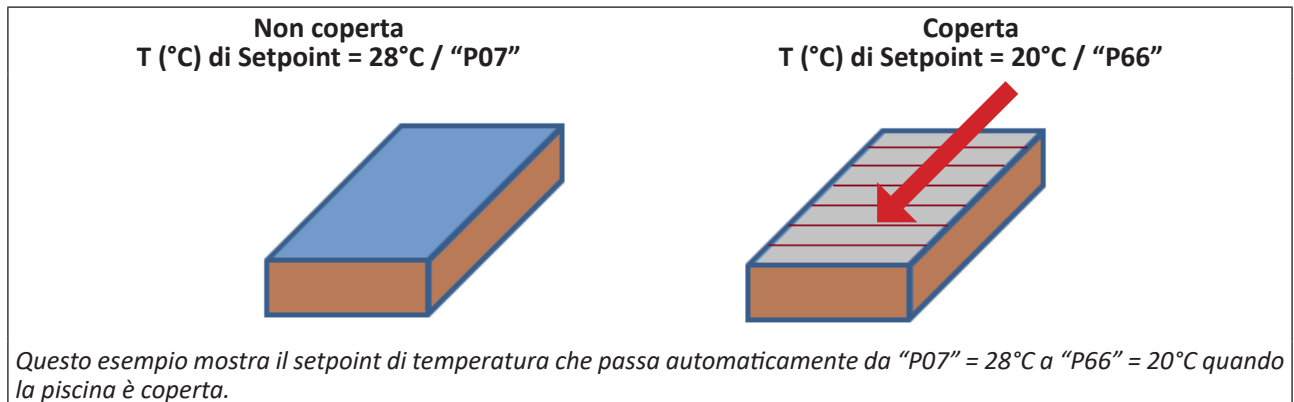 Non coperta
T (°C) di Setpoint = 28°C / “P07”
Coperta
T (°C) di Setpoint = 20°C / “P66”
Questo esempio mostra il setpoint di temperatura che passa automaticamente da “P07” = 28°C a “P66” = 20°C quando
la piscina è coperta.